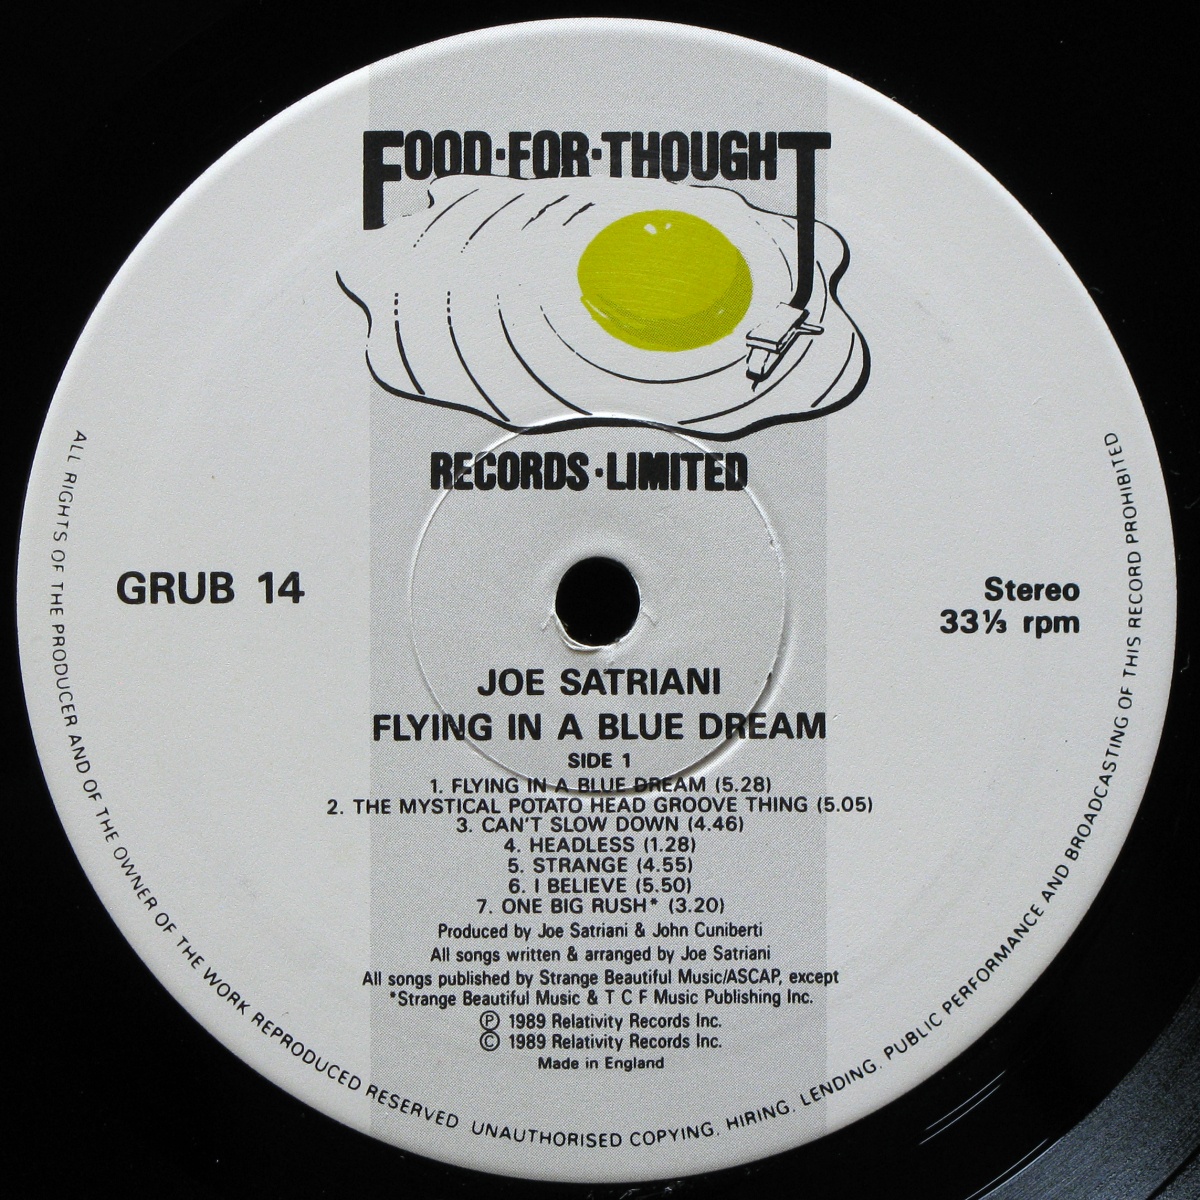 FOOD·FOR·THOUGHT
RECORDS·LIMITED
GRUB 14
Stereo
33⅓ rpm
JOE SATRIANI
FLYING IN A BLUE DREAM
SIDE 1
1. FLYING IN A BLUE DREAM (5.28)
2. THE MYSTICAL POTATO HEAD GROOVE THING (5.05)
3. CAN'T SLOW DOWN (4.46)
4. HEADLESS (1.28)
5. STRANGE (4.55)
6. I BELIEVE (5.50)
7. ONE BIG RUSH* (3.20)
Produced by Joe Satriani & John Cuniberti
All songs written & arranged by Joe Satriani
All songs published by Strange Beautiful Music/ASCAP, except
*Strange Beautiful Music & T C F Music Publishing Inc.
Ⓟ 1989 Relativity Records Inc.
© 1989 Relativity Records Inc.
Made in England
ALL RIGHTS OF THE PRODUCER AND OF THE OWNER OF THE WORK REPRODUCED RESERVED UNAUTHORISED COPYING. HIRING. LENDING. PUBLIC PERFORMANCE AND BROADCASTING OF THIS RECORD PROHIBITED